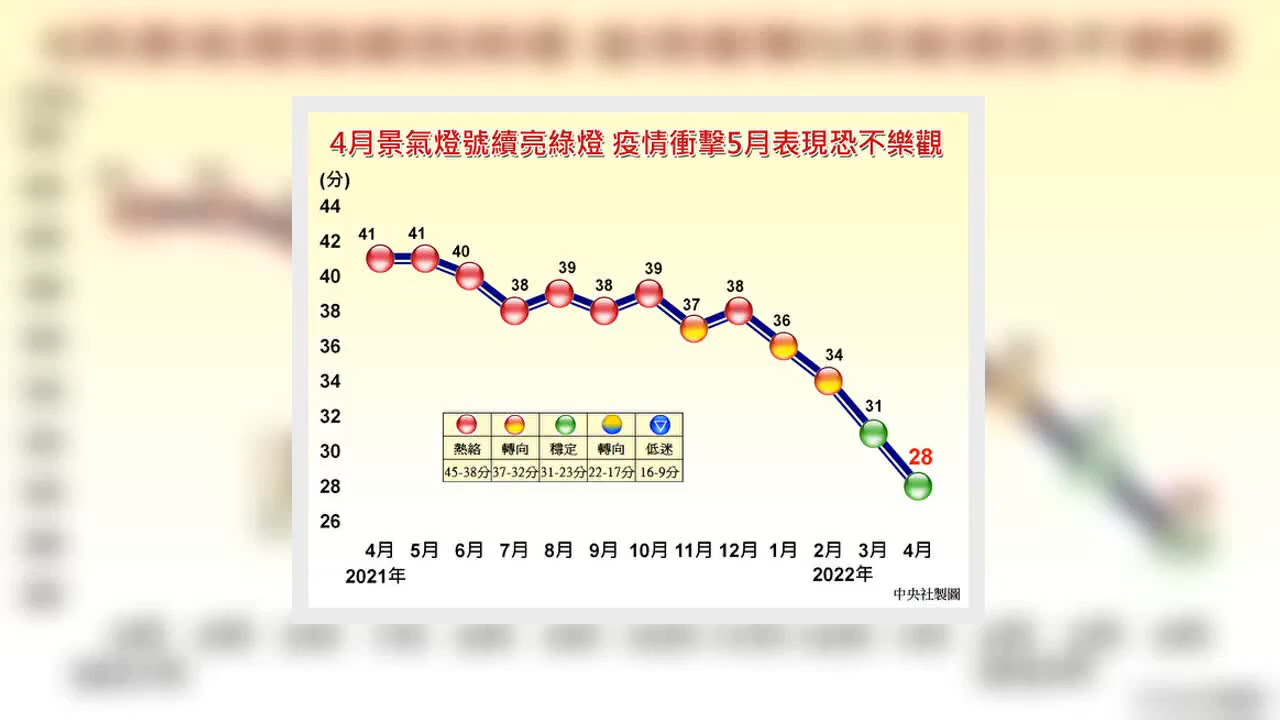 4月景氣燈號續亮綠燈 疫情衝擊5月表現恐不樂觀
(分)
44
42
40
38
36
34
32
30
28
26
41 41 40 38 39 38 39 37 38 36 34 31 28
熱絡 轉向 穩定 轉向 低迷
45-38分 37-32分 31-23分 22-17分 16-9分
4月 5月 6月 7月 8月 9月 10月 11月 12月 1月 2月 3月 4月
2021年 2022年
中央社製圖